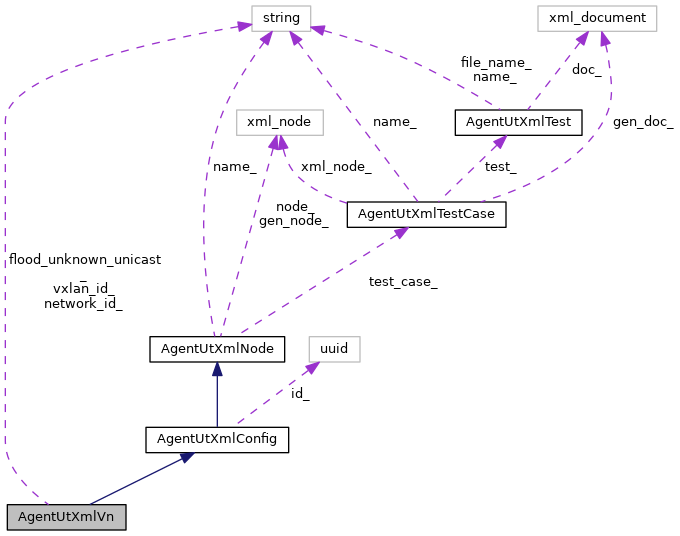 string
xml_document
file_name_
name_
doc_
xml_node
AgentUtXmlTest
name_
gen_doc_
name_
xml_node_
test_
node_
gen_node_
AgentUtXmlTestCase
flood_unknown_unicast
_
vxlan_id_
network_id_
test_case_
AgentUtXmlNode
uuid
id_
AgentUtXmlConfig
AgentUtXmlVn